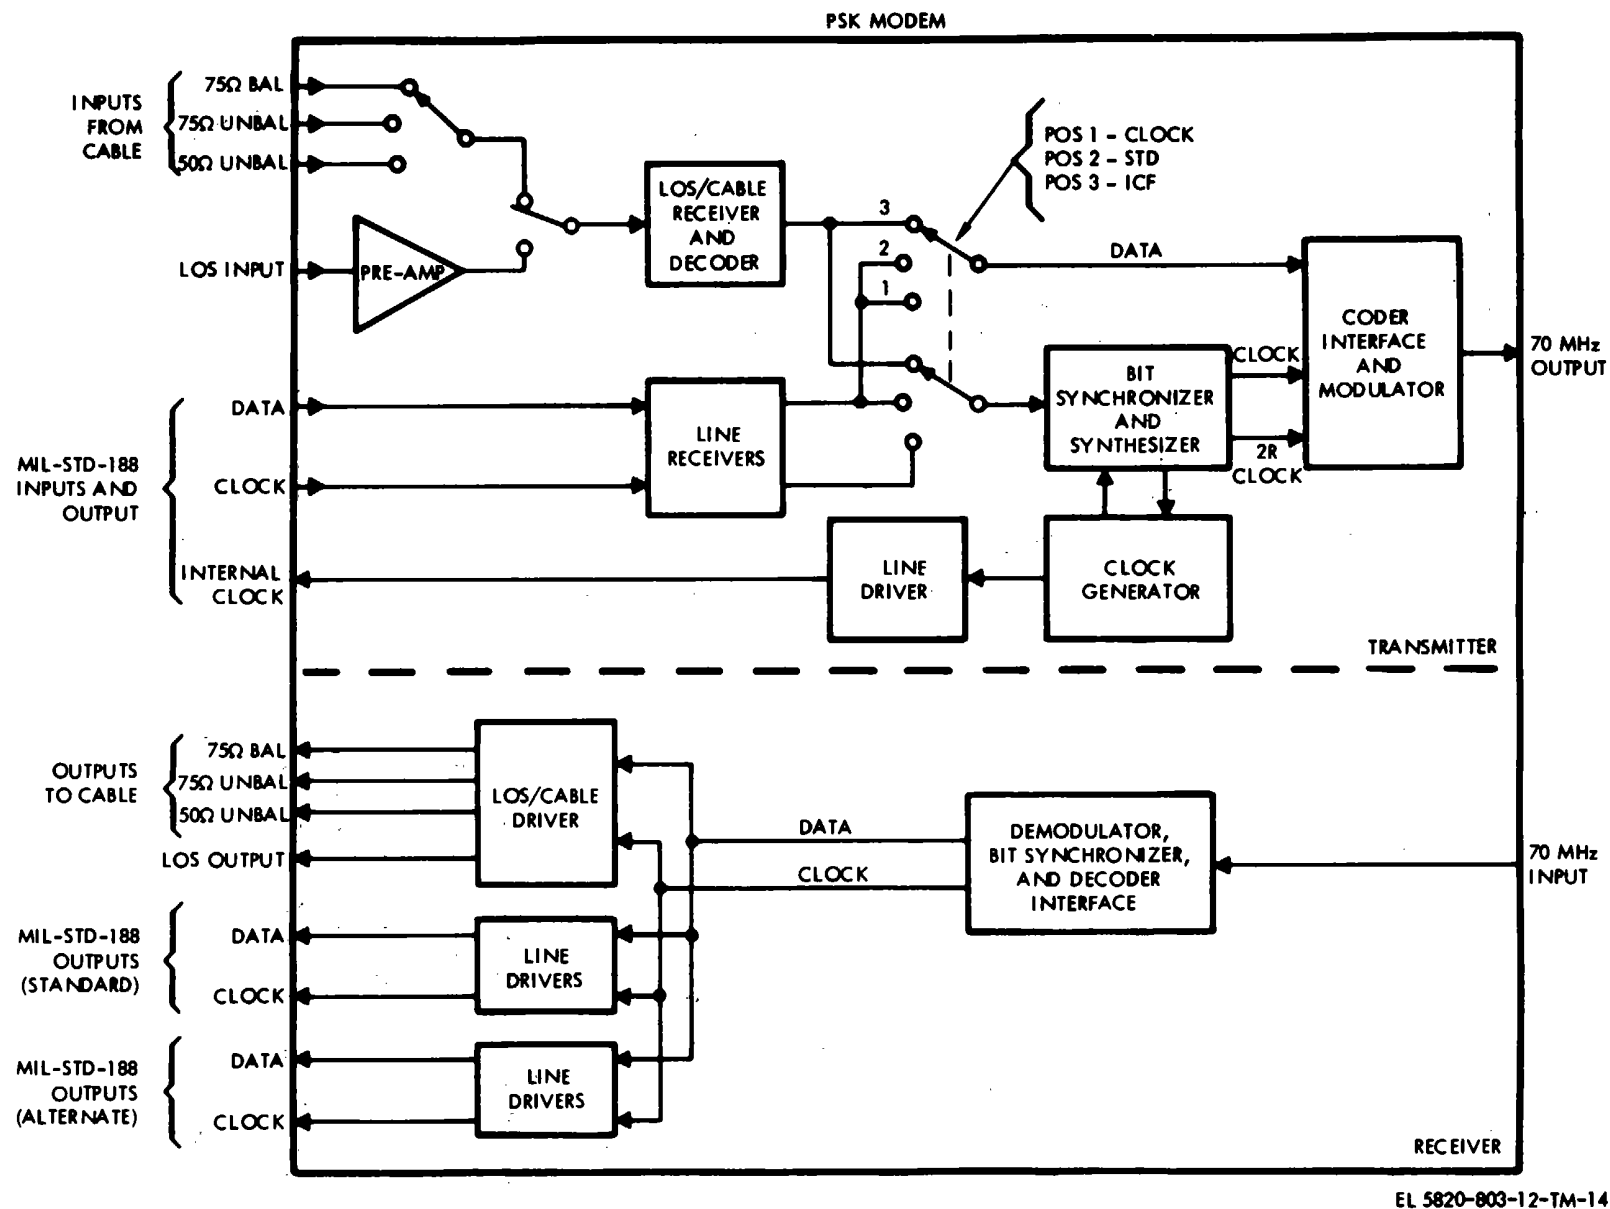 PSK MODEM
INPUTS
FROM
CABLE
75Ω BAL
75Ω UNBAL
50Ω UNBAL
LOS INPUT
PRE-AMP
LOS/CABLE
RECEIVER
AND
DECODER
3
2
1
POS 1 - CLOCK
POS 2 - STD
POS 3 - ICF
DATA
CODER
INTERFACE
AND
MODULATOR
70 MHz
OUTPUT
CLOCK
2R
CLOCK
BIT
SYNCHRONIZER
AND
SYNTHESIZER
MIL-STD-188
INPUTS AND
OUTPUT
DATA
CLOCK
INTERNAL
CLOCK
LINE
RECEIVERS
LINE
DRIVER
CLOCK
GENERATOR
TRANSMITTER
OUTPUTS
TO CABLE
75Ω BAL
75Ω UNBAL
50Ω UNBAL
LOS OUTPUT
LOS/CABLE
DRIVER
DATA
CLOCK
DEMODULATOR,
BIT SYNCHRONIZER,
AND DECODER
INTERFACE
70 MHz
INPUT
MIL-STD-188
OUTPUTS
(STANDARD)
DATA
CLOCK
LINE
DRIVERS
MIL-STD-188
OUTPUTS
(ALTERNATE)
DATA
CLOCK
LINE
DRIVERS
RECEIVER
EL 5820-803-12-TM-14